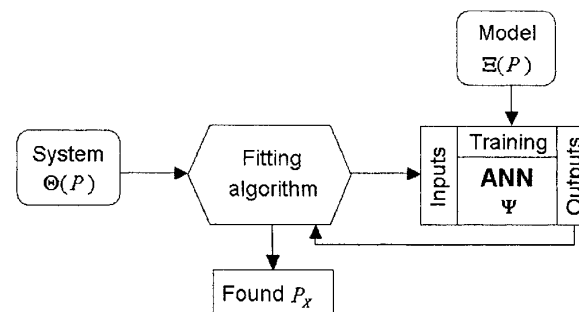 Model
Ξ(P)
System
Θ(P)
Fitting
algorithm
Inputs
Training
ANN
Ψ
Outputs
Found P_X